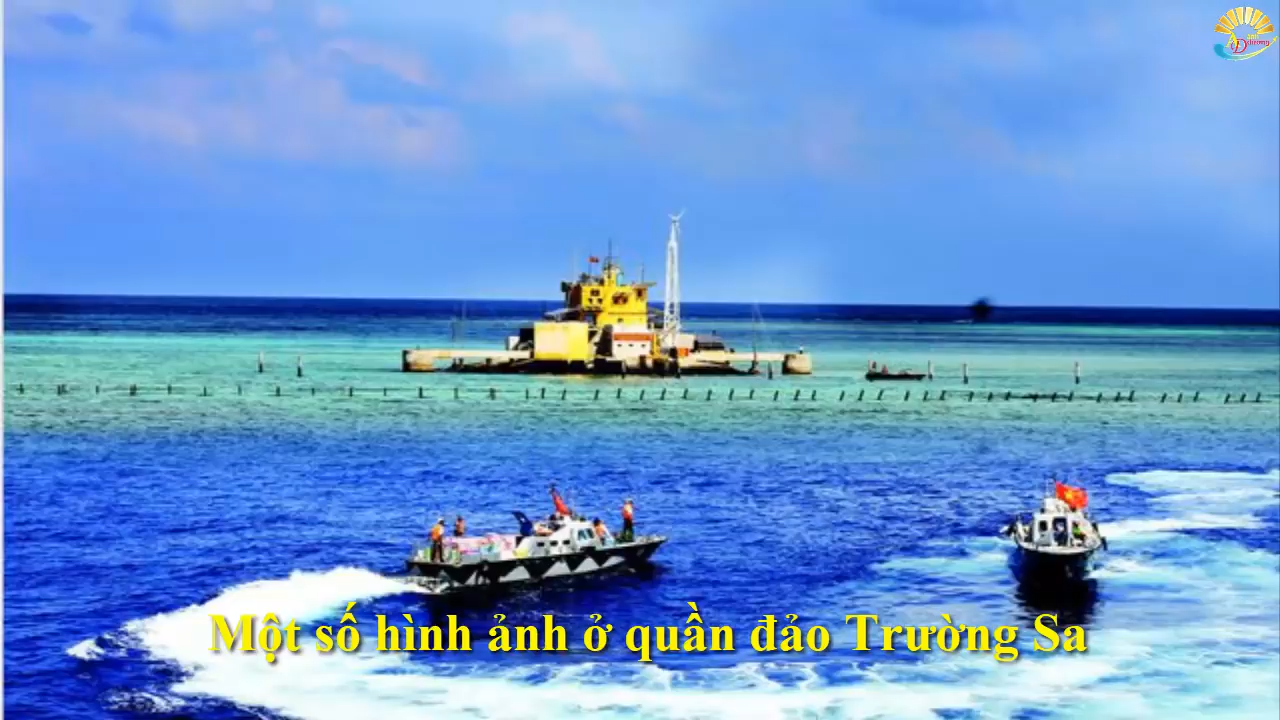 Một số hình ảnh ở quần đảo Trường Sa